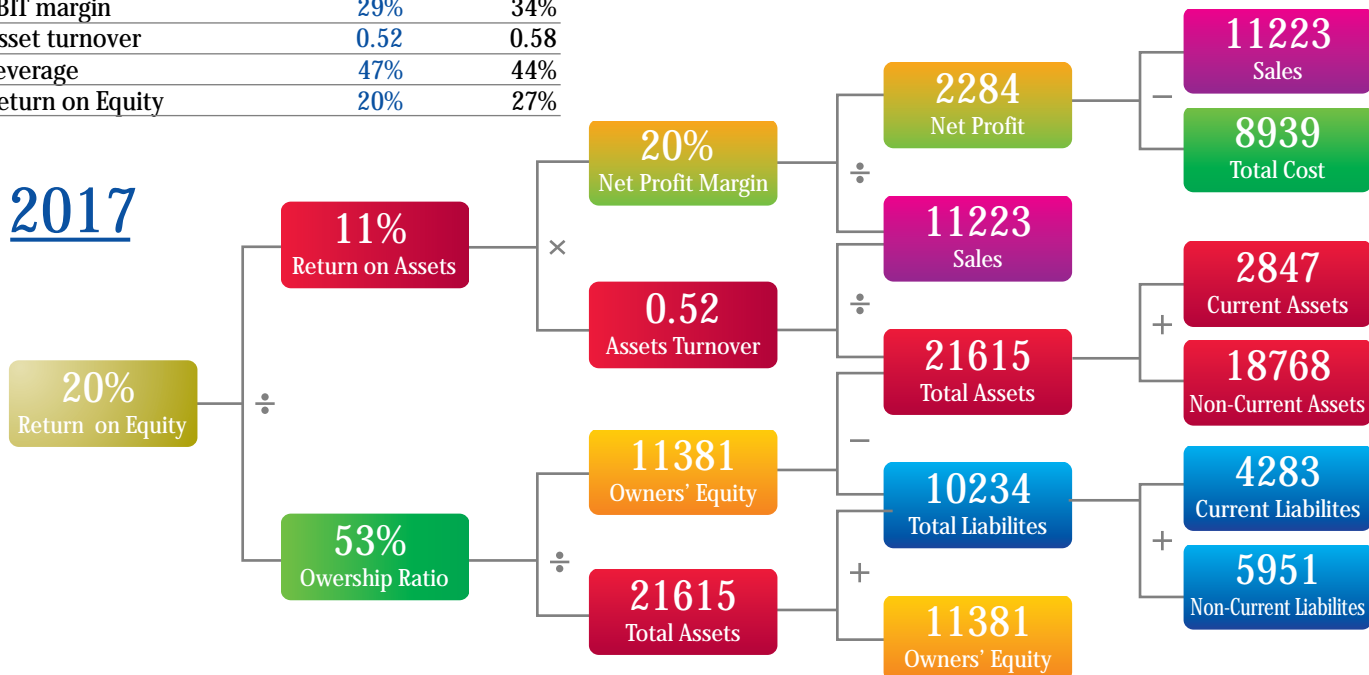 BIT margin 29% 34%
sset turnover 0.52 0.58
everage 47% 44%
eturn on Equity 20% 27%
2017
20%
Return on Equity
÷
11%
Return on Assets
53%
Owership Ratio
×
÷
20%
Net Profit Margin
0.52
Assets Turnover
11381
Owners' Equity
21615
Total Assets
÷
÷
−
+
2284
Net Profit
11223
Sales
21615
Total Assets
10234
Total Liabilites
11381
Owners' Equity
−
+
+
11223
Sales
8939
Total Cost
2847
Current Assets
18768
Non-Current Assets
4283
Current Liabilites
5951
Non-Current Liabilites